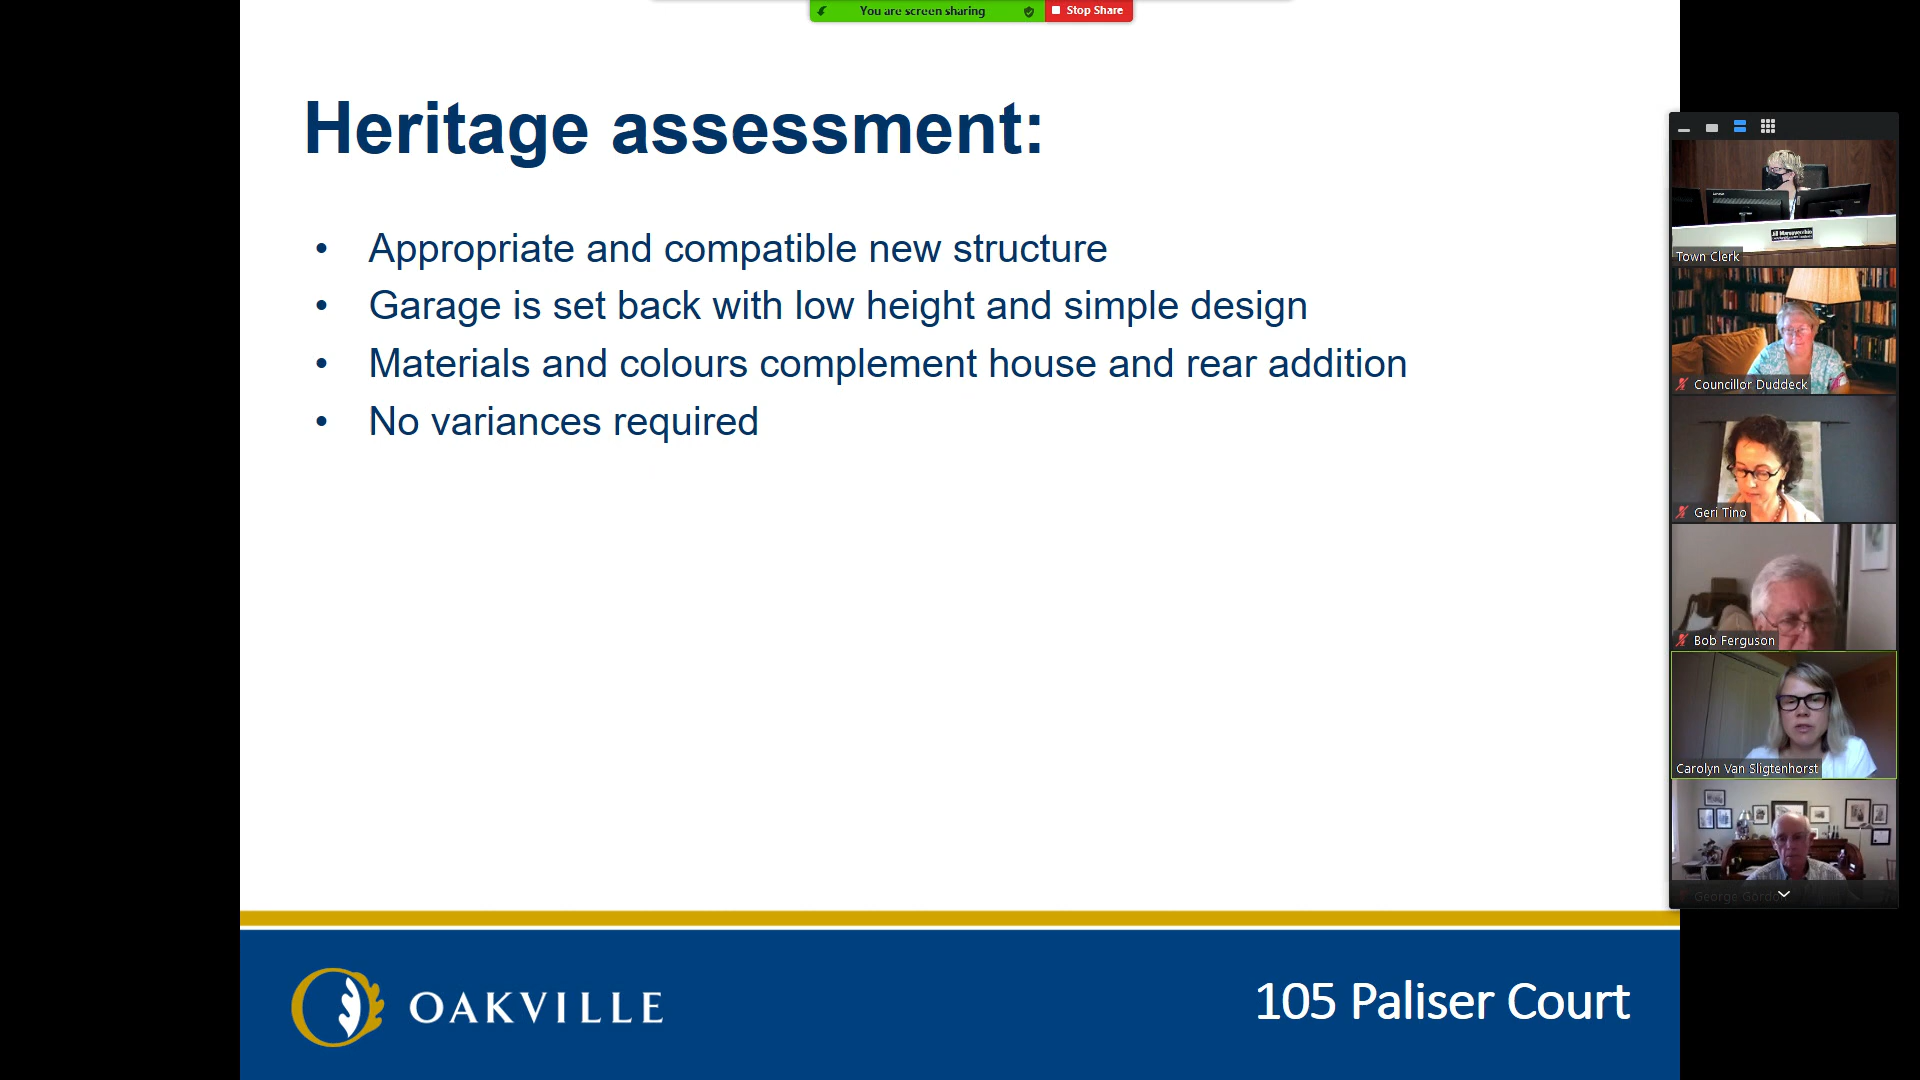 You are screen sharing
Stop Share
Heritage assessment:
• Appropriate and compatible new structure
• Garage is set back with low height and simple design
• Materials and colours complement house and rear addition
• No variances required
OAKVILLE
105 Paliser Court
Town Clerk
Councillor Duddeck
Geri Tino
Bob Ferguson
Carolyn Van Sligtenhorst
George Gordon